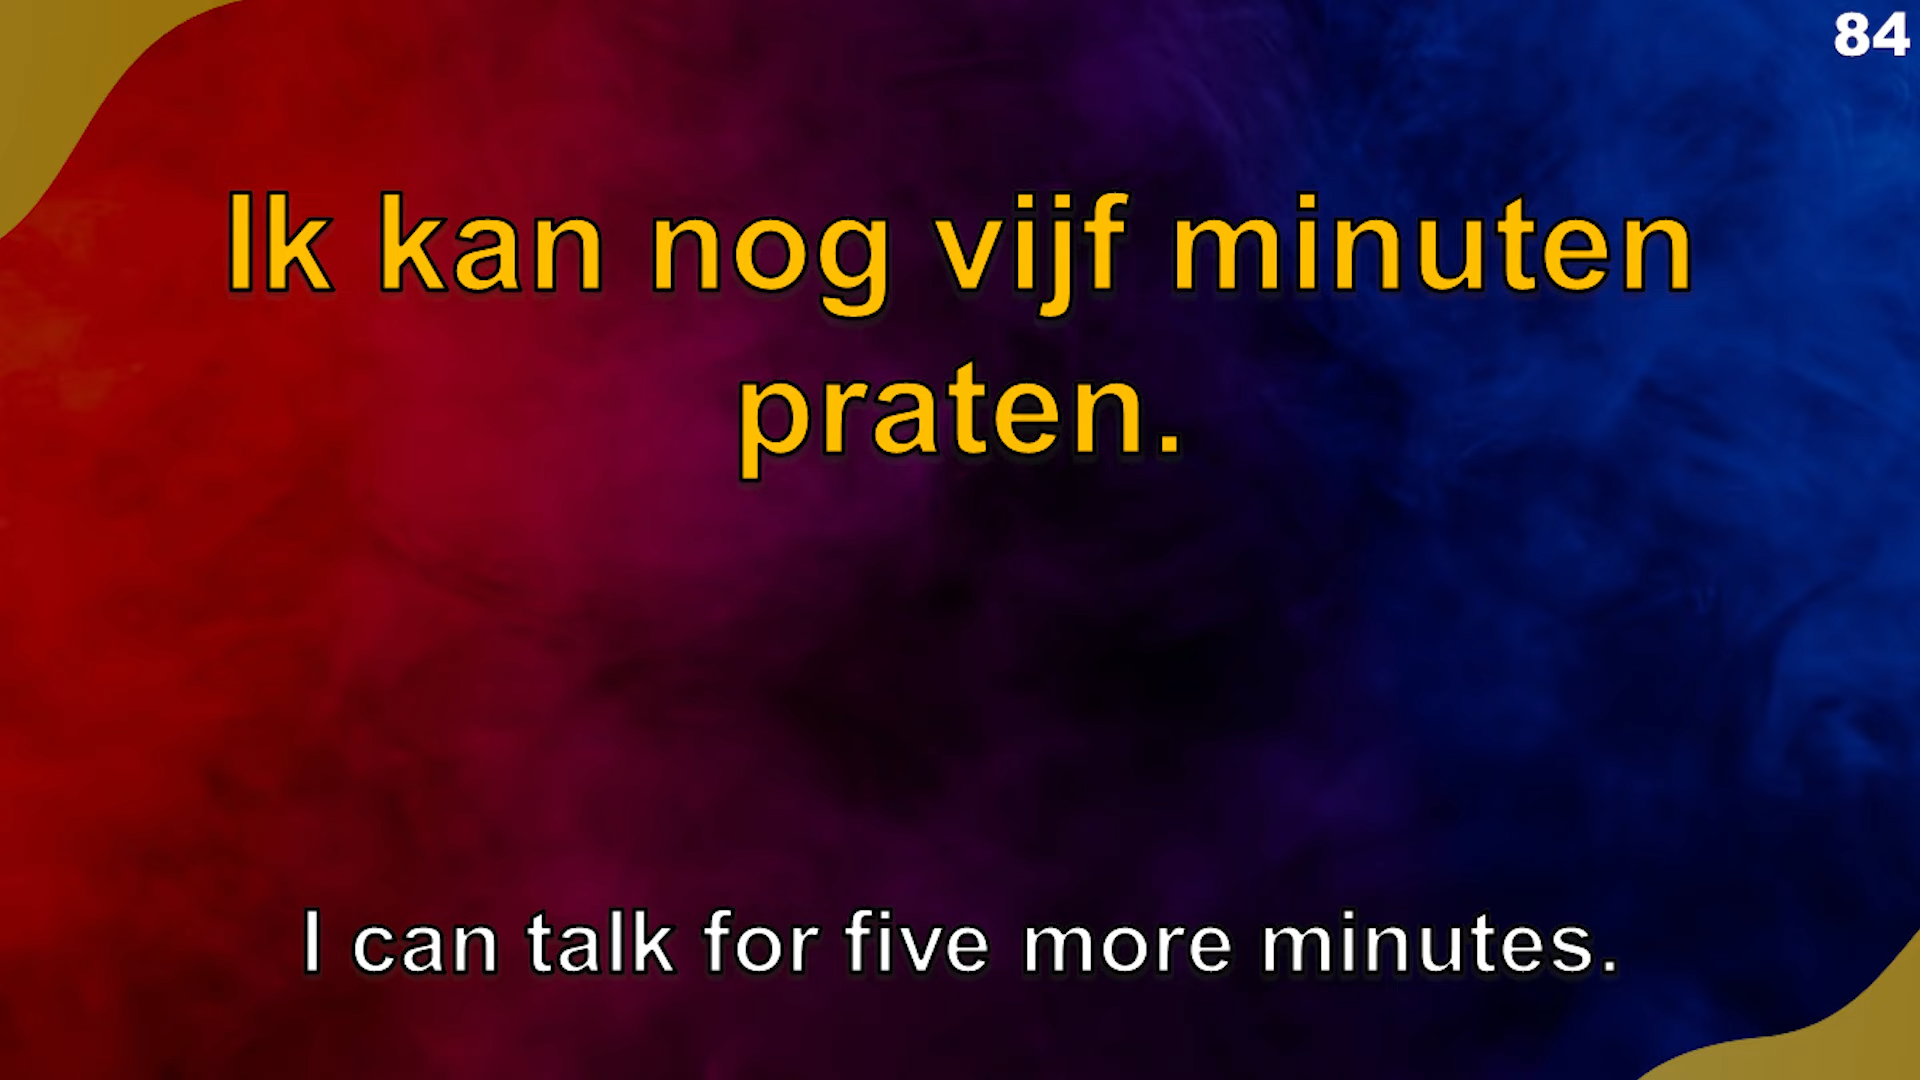 84
Ik kan nog vijf minuten
praten.
I can talk for five more minutes.